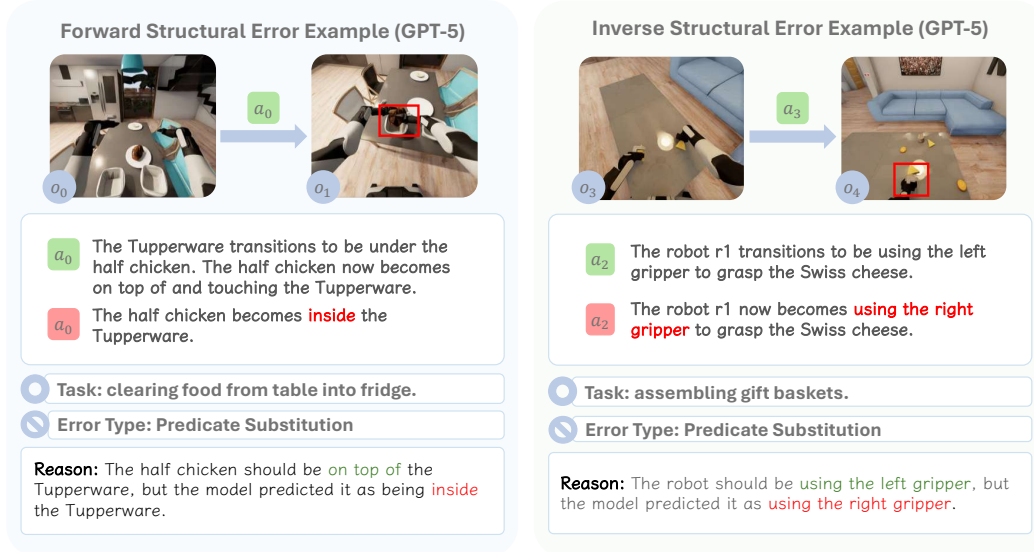 Forward Structural Error Example (GPT-5)
a₀
o₀
o₁
a₀
The Tupperware transitions to be under the
half chicken. The half chicken now becomes
on top of and touching the Tupperware.
a₀
The half chicken becomes inside the
Tupperware.
Task: clearing food from table into fridge.
Error Type: Predicate Substitution
Reason: The half chicken should be on top of the
Tupperware, but the model predicted it as being inside
the Tupperware.
Inverse Structural Error Example (GPT-5)
a₃
o₃
o₄
a₂
The robot r1 transitions to be using the left
gripper to grasp the Swiss cheese.
a₂
The robot r1 now becomes using the right
gripper to grasp the Swiss cheese.
Task: assembling gift baskets.
Error Type: Predicate Substitution
Reason: The robot should be using the left gripper, but
the model predicted it as using the right gripper.